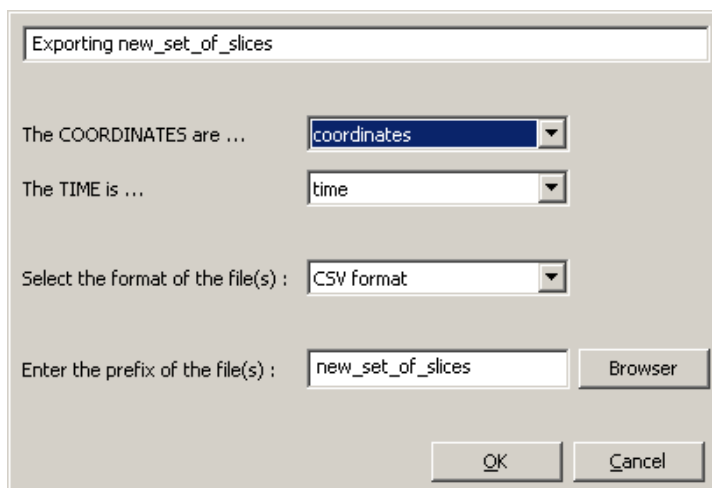 Exporting new_set_of_slices
The COORDINATES are ... coordinates
The TIME is ... time
Select the format of the file(s) : CSV format
Enter the prefix of the file(s) : new_set_of_slices Browser
OK Cancel